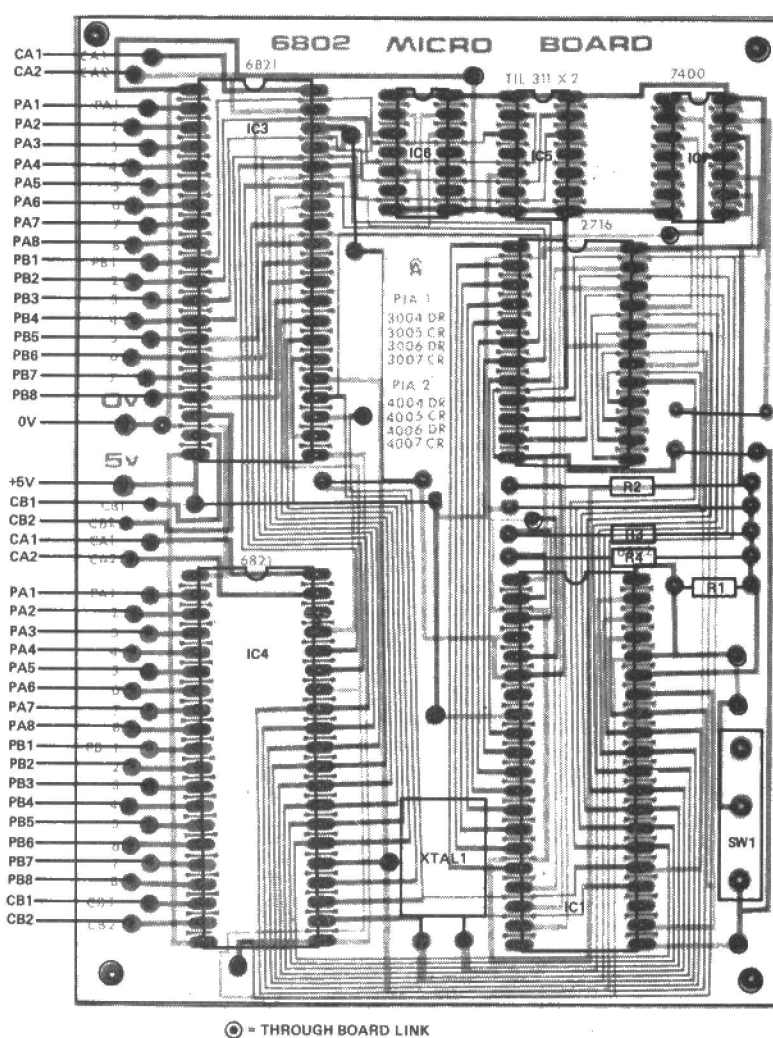 6802 MICRO BOARD
CA1
CA2
PA1
PA2
PA3
PA4
PA5
PA6
PA7
PA8
PB1
PB2
PB3
PB4
PB5
PB6
PB7
PB8
0V
+5V
CB1
CB2
CA1
CA2
PA1
PA2
PA3
PA4
PA5
PA6
PA7
PA8
PB1
PB2
PB3
PB4
PB5
PB6
PB7
PB8
CB1
CB2
0v
5v
6821
IC3
IC6
TIL 311 X 2
IC5
7400
2716
PIA 1
3004 DR
3005 CR
3006 DR
3007 CR
PIA 2
4004 DR
4005 CR
4006 DR
4007 CR
R2
R3
R4
R1
6821
IC4
XTAL1
IC1
SW1
= THROUGH BOARD LINK